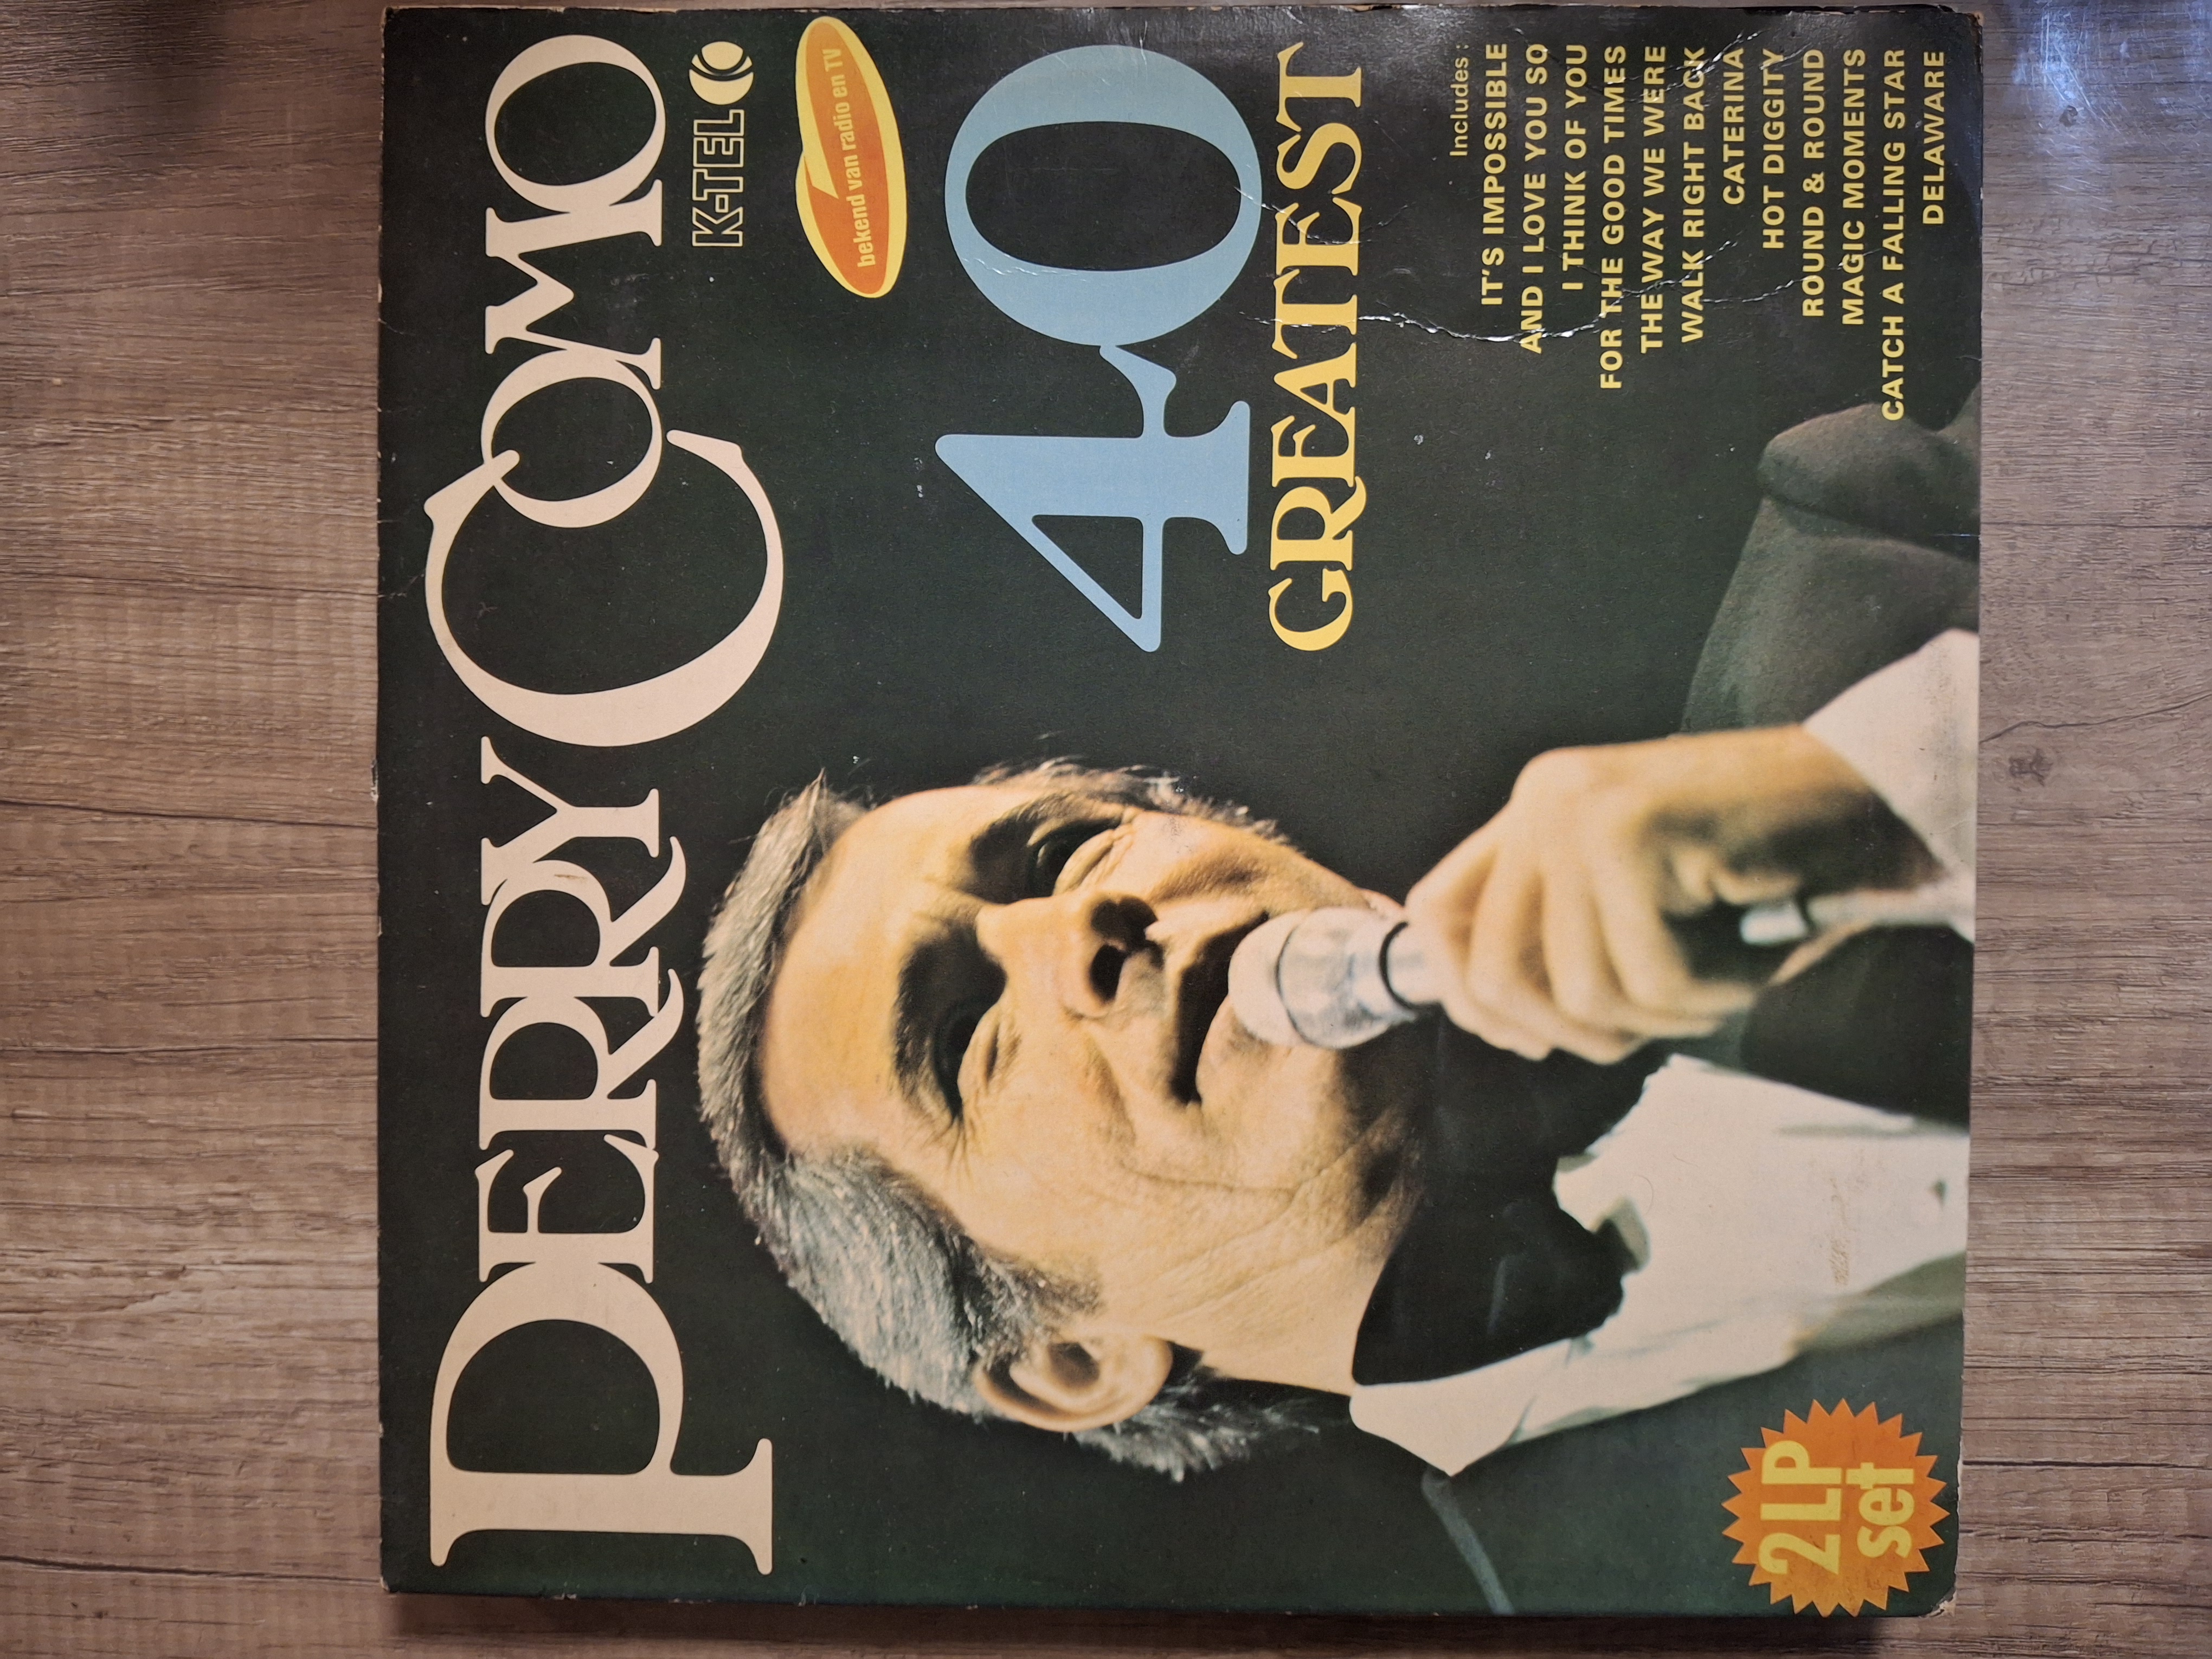 PERRY COMO
K-TEL
bekend van radio en TV
40
GREATEST
Includes:
IT'S IMPOSSIBLE
AND I LOVE YOU SO
I THINK OF YOU
FOR THE GOOD TIMES
THE WAY WE WERE
WALK RIGHT BACK
CATERINA
HOT DIGGITY
ROUND & ROUND
MAGIC MOMENTS
CATCH A FALLING STAR
DELAWARE
2LP
set